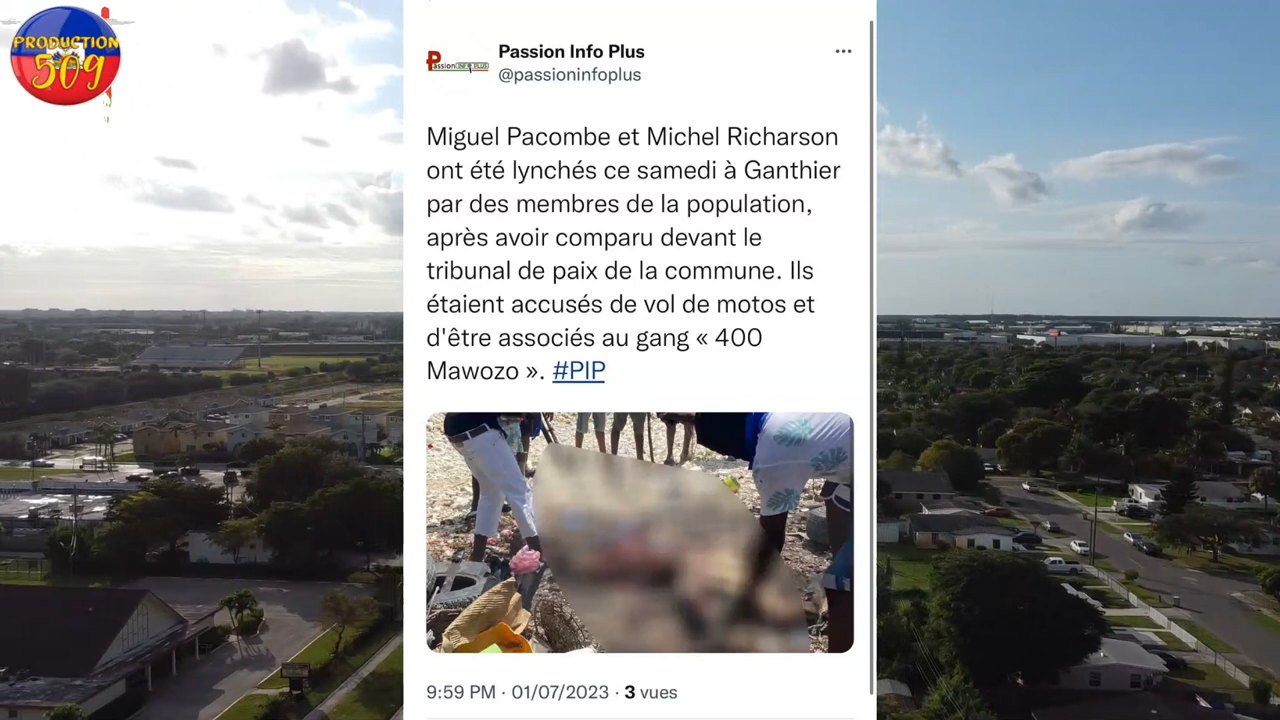 PRODUCTION
509
Passion Info Plus
@passioninfoplus
Miguel Pacombe et Michel Richarson
ont été lynchés ce samedi à Ganthier
par des membres de la population,
après avoir comparu devant le
tribunal de paix de la commune. Ils
étaient accusés de vol de motos et
d'être associés au gang « 400
Mawozo ». #PIP
9:59 PM · 01/07/2023 · 3 vues